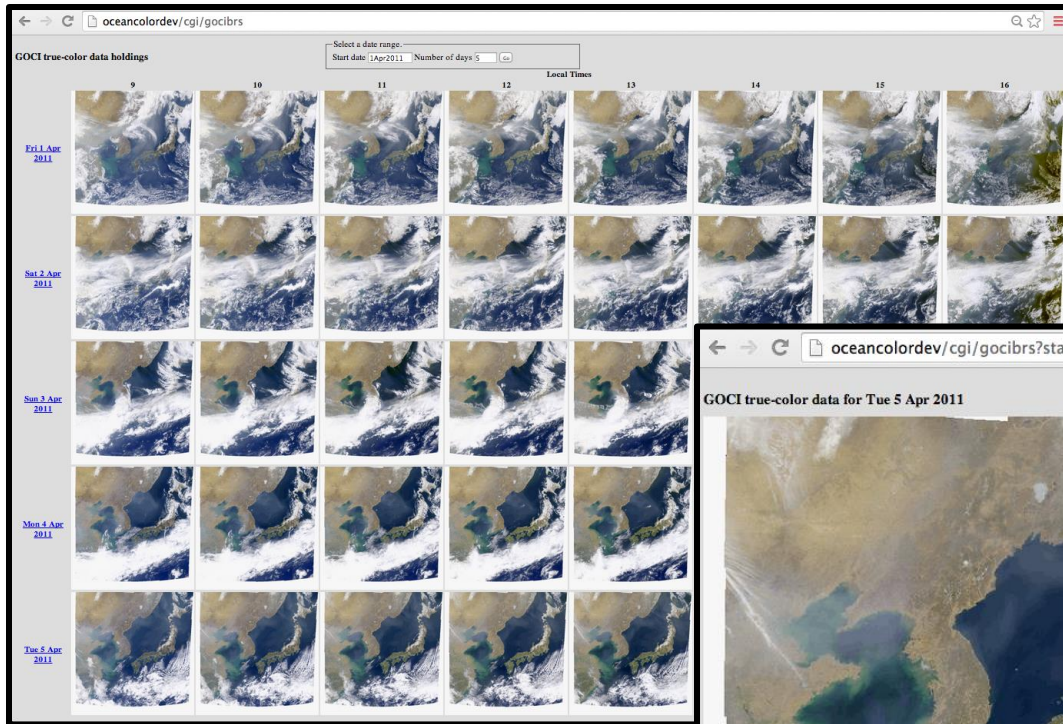 oceancolordev/cgi/gocibrs
GOCI true-color data holdings
Select a date range.
Start date 1Apr2011 Number of days 5 Go
Local Times
9 10 11 12 13 14 15 16
Fri 1 Apr
2011
Sat 2 Apr
2011
Sun 3 Apr
2011
Mon 4 Apr
2011
Tue 5 Apr
2011
oceancolordev/cgi/gocibrs?sta
GOCI true-color data for Tue 5 Apr 2011